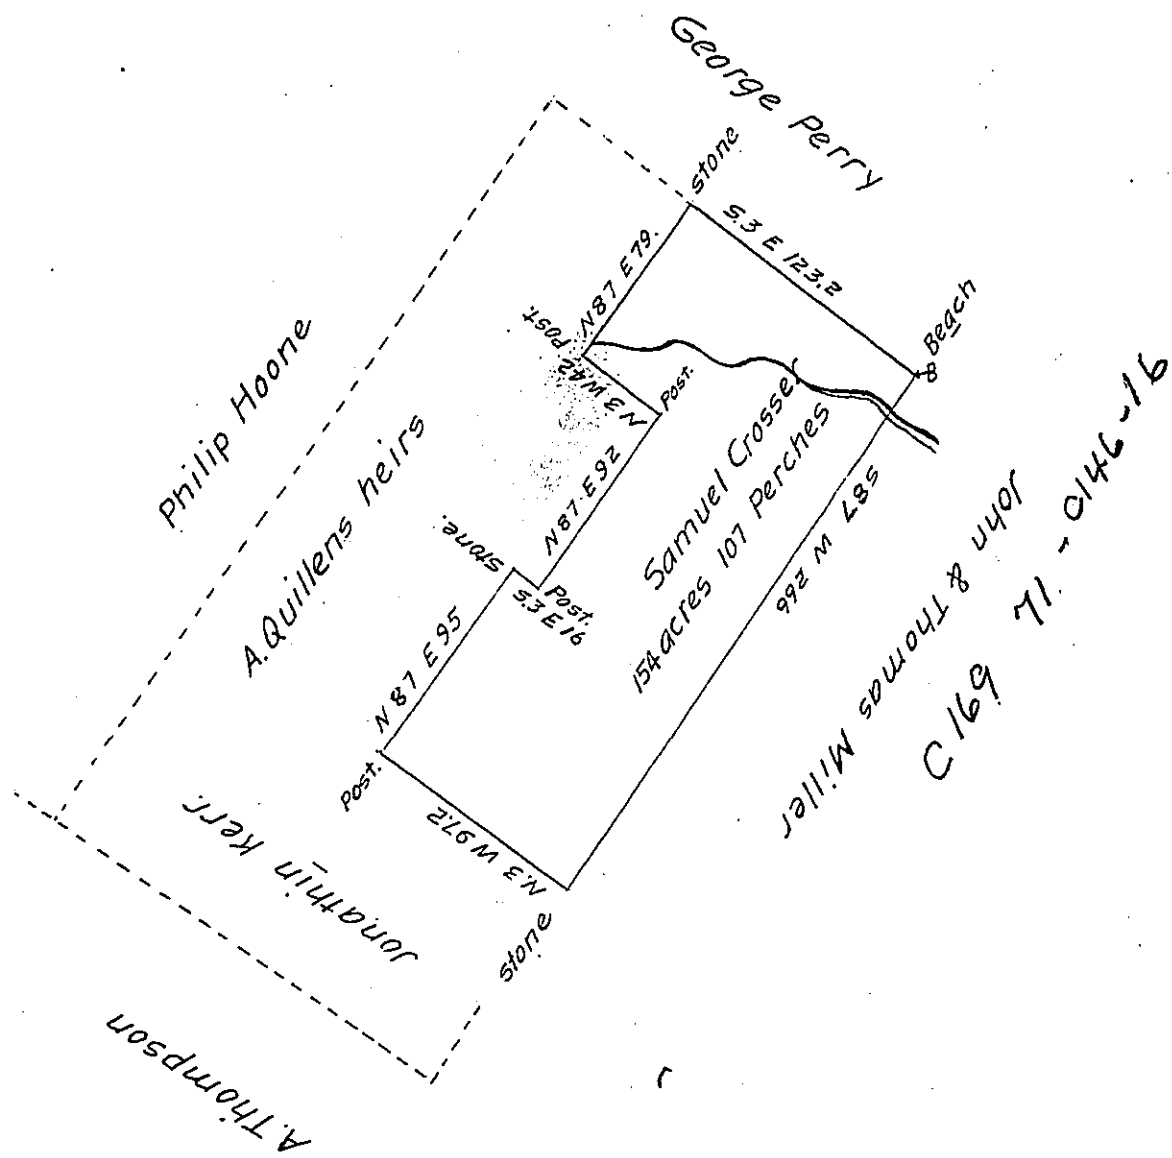 George Perry
stone
S.3 E 123.2
N 87 E 79.
Post.
Beach
B
N.3 W 42
Post.
Philip Hoone
A.Quillens heirs
N 87 E 92
Samuel Crosser
154 acres 107 Perches
stone.
Post.
S.3 E 16
S 87 W 266
N 87 E 95
John & Thomas Miller
C 169 71.-0146-16
Post.
N.3 W 97.2
Jonathin Kerr.
stone
A.Thompson